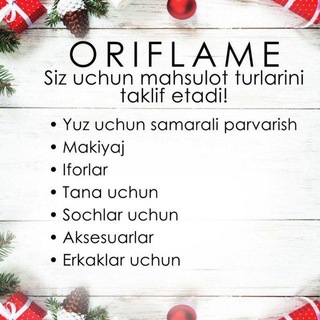 ORIFLAME
Siz uchun mahsulot turlarini
taklif etadi!
• Yuz uchun samarali parvarish
• Makiyaj
• Iforlar
• Tana uchun
• Sochlar uchun
• Aksesuarlar
• Erkaklar uchun